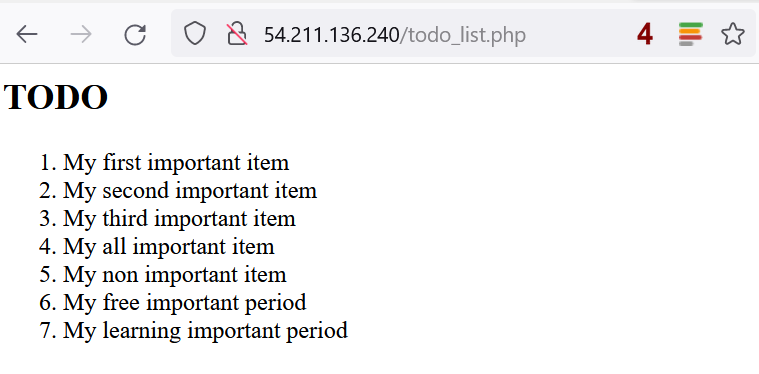 54.211.136.240/todo_list.php 4
TODO
1. My first important item
2. My second important item
3. My third important item
4. My all important item
5. My non important item
6. My free important period
7. My learning important period